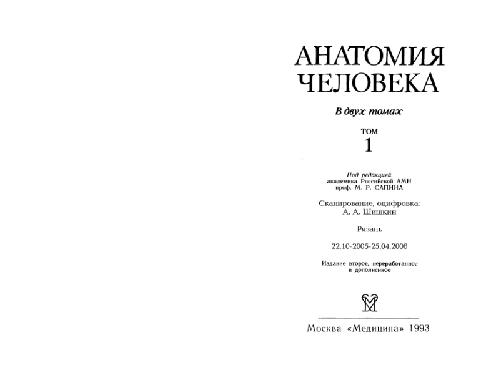 АНАТОМИЯ
ЧЕЛОВЕКА
В двух томах
ТОМ
1
Под редакцией
академика Российской АМН
проф. М. Р. САПИНА
Сканирование, оцифровка:
А. А. Шишкин
Рязань
22.10-2005-25.04.2006
Издание второе, переработанное
и дополненное
Москва «Медицина» 1993